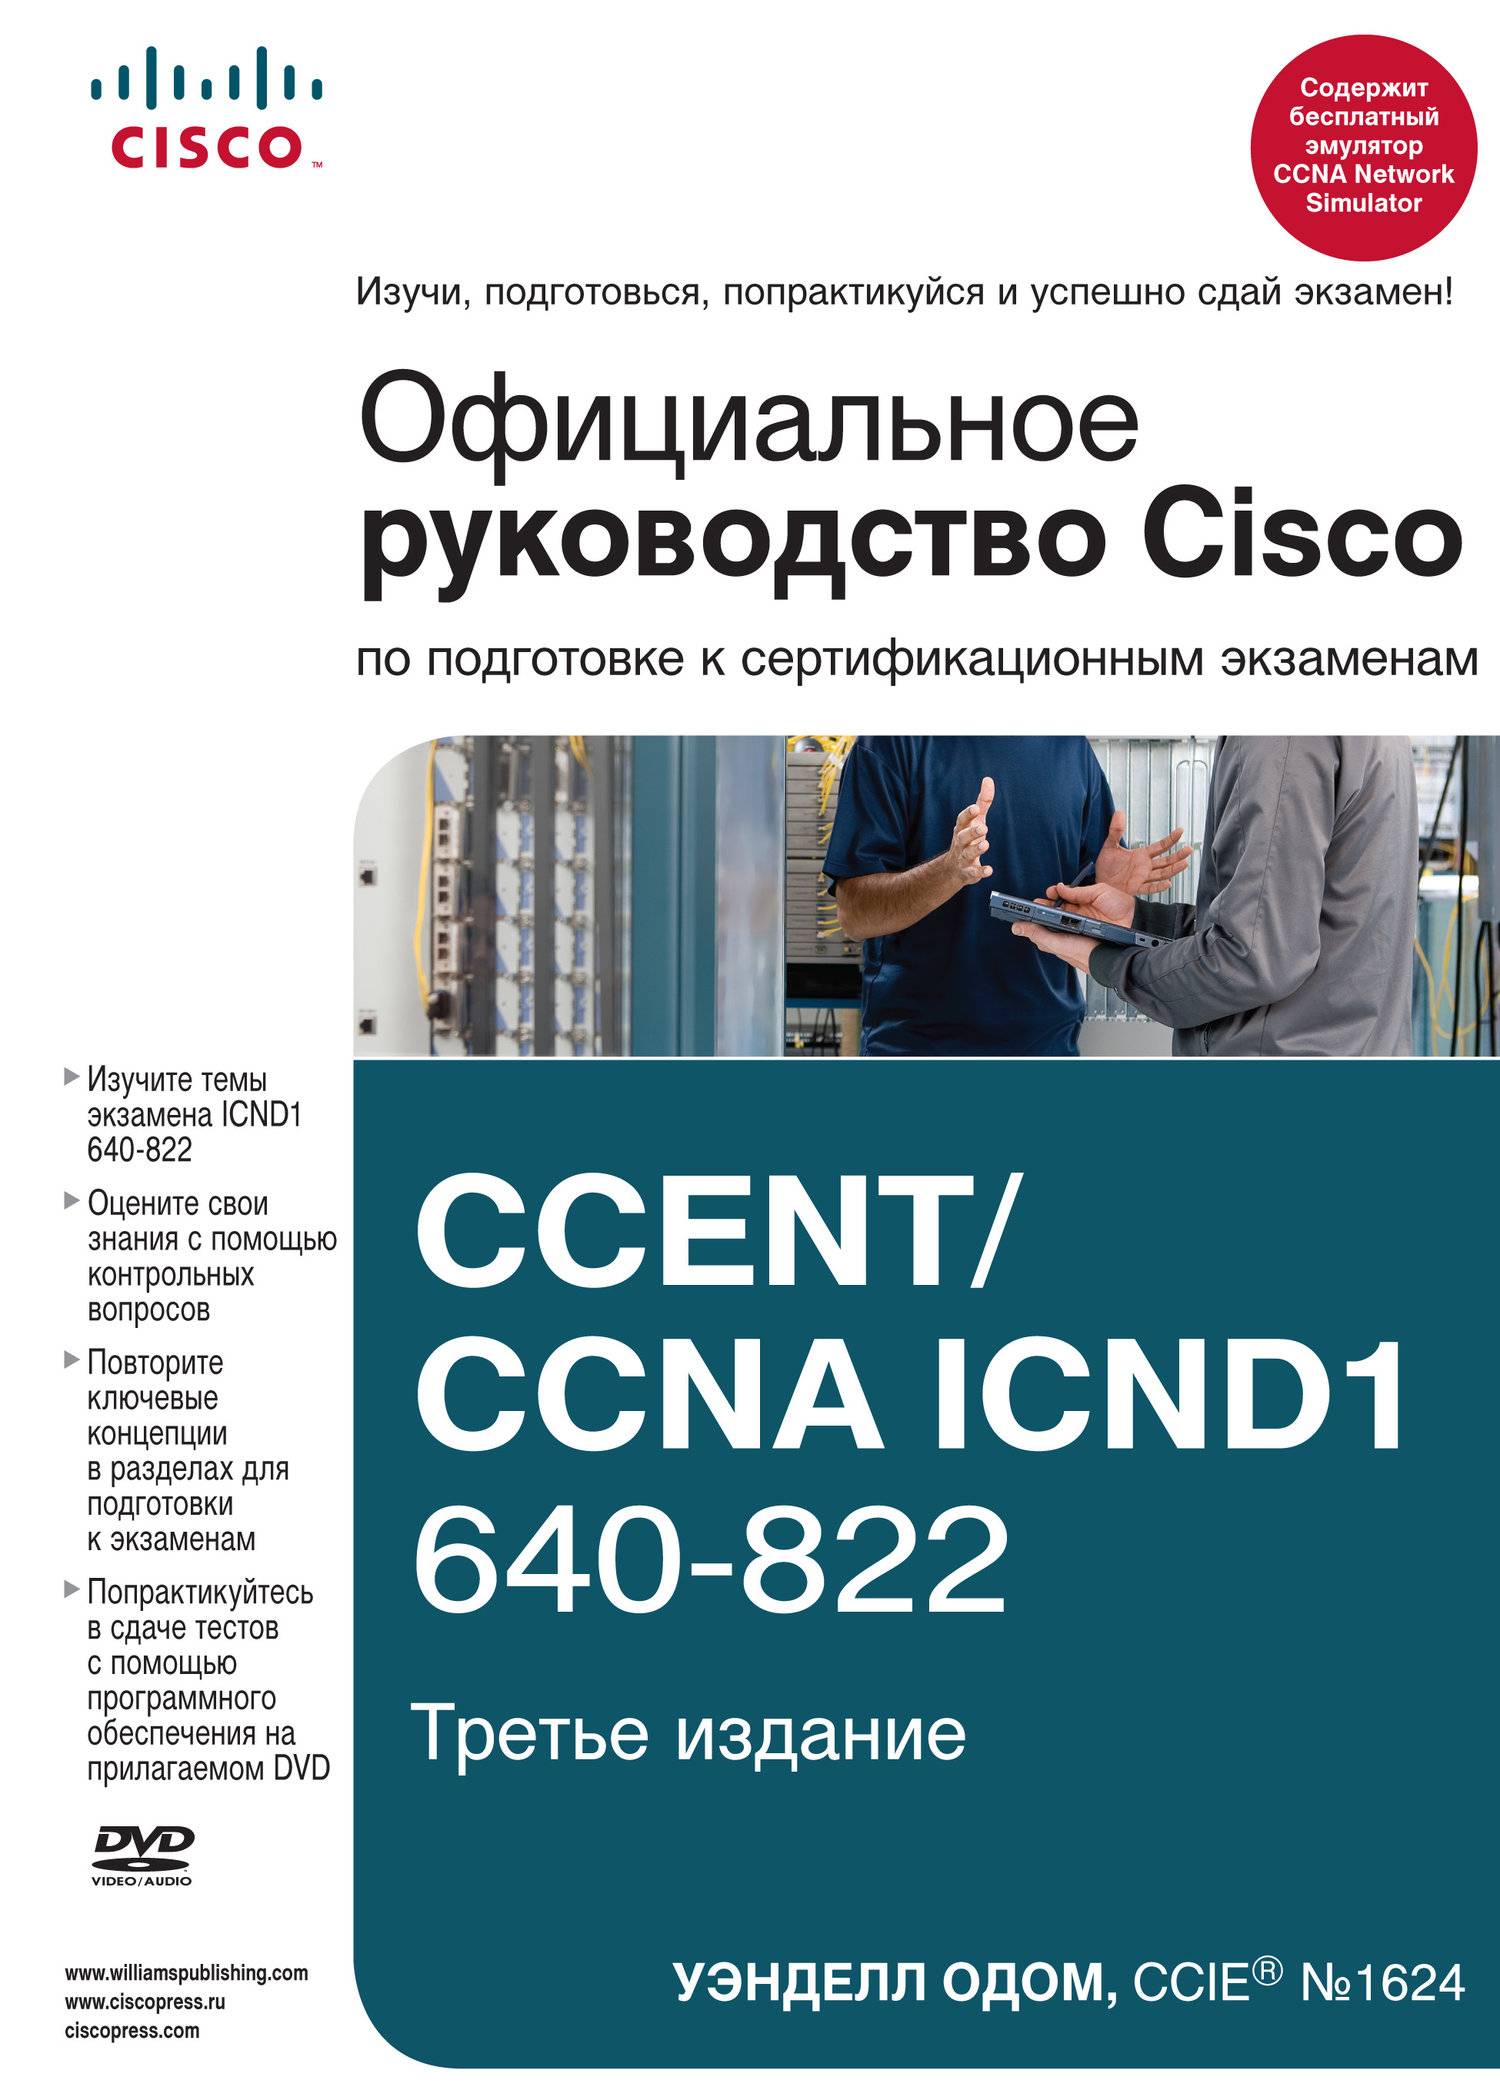 CISCO™
Содержит
бесплатный
эмулятор
CCNA Network
Simulator
Изучи, подготовься, попрактикуйся и успешно сдай экзамен!
Официальное
руководство Cisco
по подготовке к сертификационным экзаменам
Изучите темы
экзамена ICND1
640-822
Оцените свои
знания с помощью
контрольных
вопросов
Повторите
ключевые
концепции
в разделах для
подготовки
к экзаменам
Попрактикуйтесь
в сдаче тестов
с помощью
программного
обеспечения на
прилагаемом DVD
DVD
VIDEO/AUDIO
www.williamspublishing.com
www.ciscopress.ru
ciscopress.com
CCENT/
CCNA ICND1
640-822
Третье издание
УЭНДЕЛЛ ОДОМ, CCIE® №1624